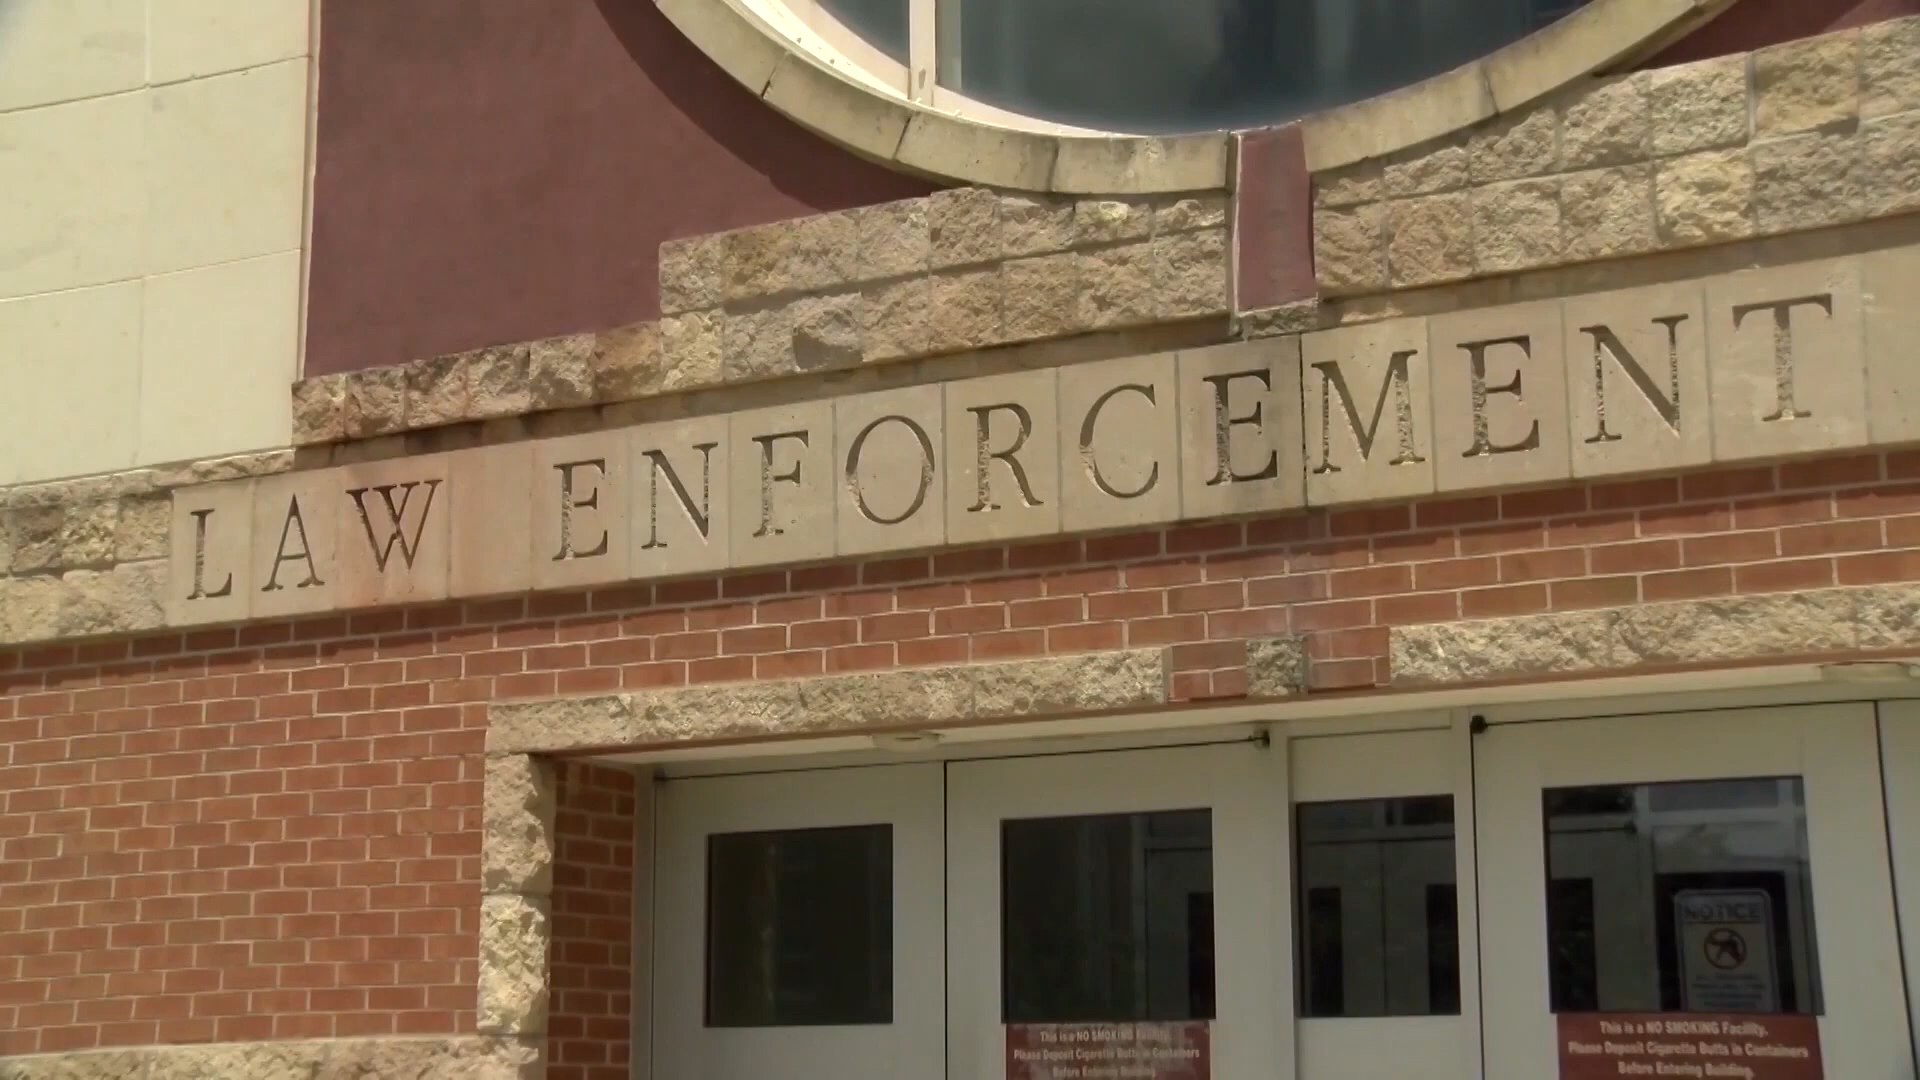 LAW ENFORCEMENT
NOTICE
This is a NO SMOKING Facility.
Please Deposit Cigarette Butts in Containers
Before Entering Building.
This is a NO SMOKING Facility.
Please Deposit Cigarette Butts in Containers
Before Entering Building.